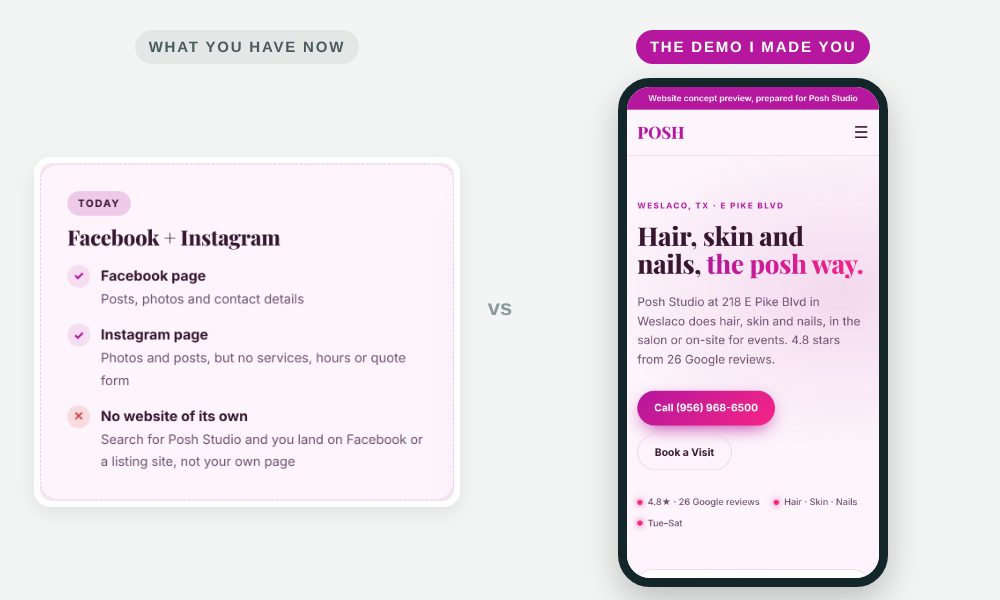 WHAT YOU HAVE NOW
TODAY
Facebook + Instagram
Facebook page
Posts, photos and contact details
Instagram page
Photos and posts, but no services, hours or quote
form
No website of its own
Search for Posh Studio and you land on Facebook or
a listing site, not your own page
vs
THE DEMO I MADE YOU
Website concept preview, prepared for Posh Studio
POSH
WESLACO, TX · E PIKE BLVD
Hair, skin and
nails, the posh way.
Posh Studio at 218 E Pike Blvd in
Weslaco does hair, skin and nails, in the
salon or on-site for events. 4.8 stars
from 26 Google reviews.
Call (956) 968-6500
Book a Visit
4.8★ · 26 Google reviews
Hair · Skin · Nails
Tue–Sat